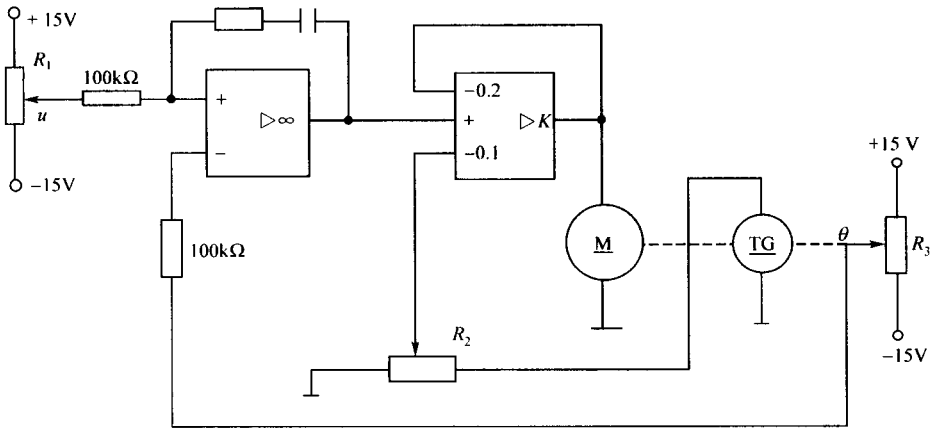 + 15V
R₁
100kΩ
u
−15V
+
−
▷∞
100kΩ
−0.2
+
−0.1
▷K
R₂
M
TG
θ
+15 V
R₃
−15V